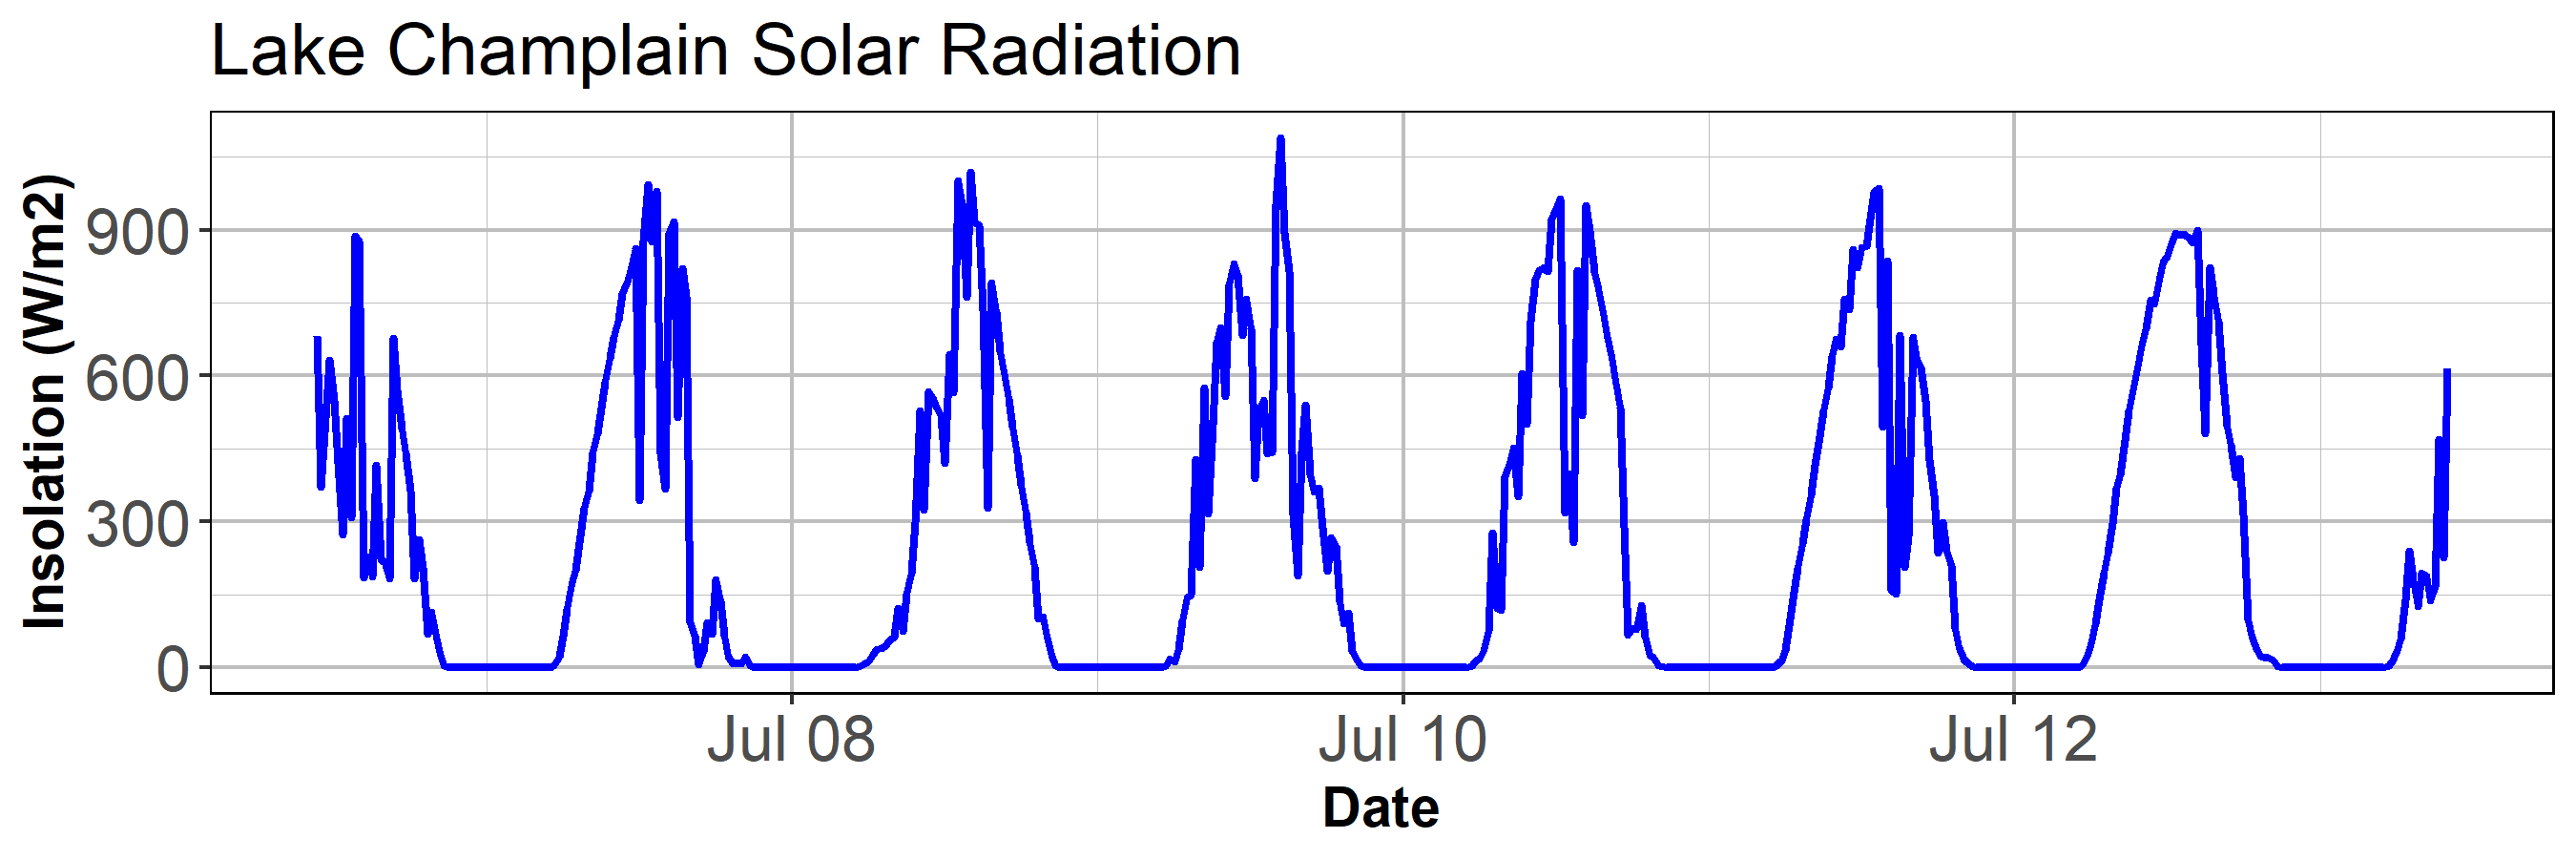 Lake Champlain Solar Radiation
Insolation (W/m2)
900
600
300
0
Jul 08 Jul 10 Jul 12
Date